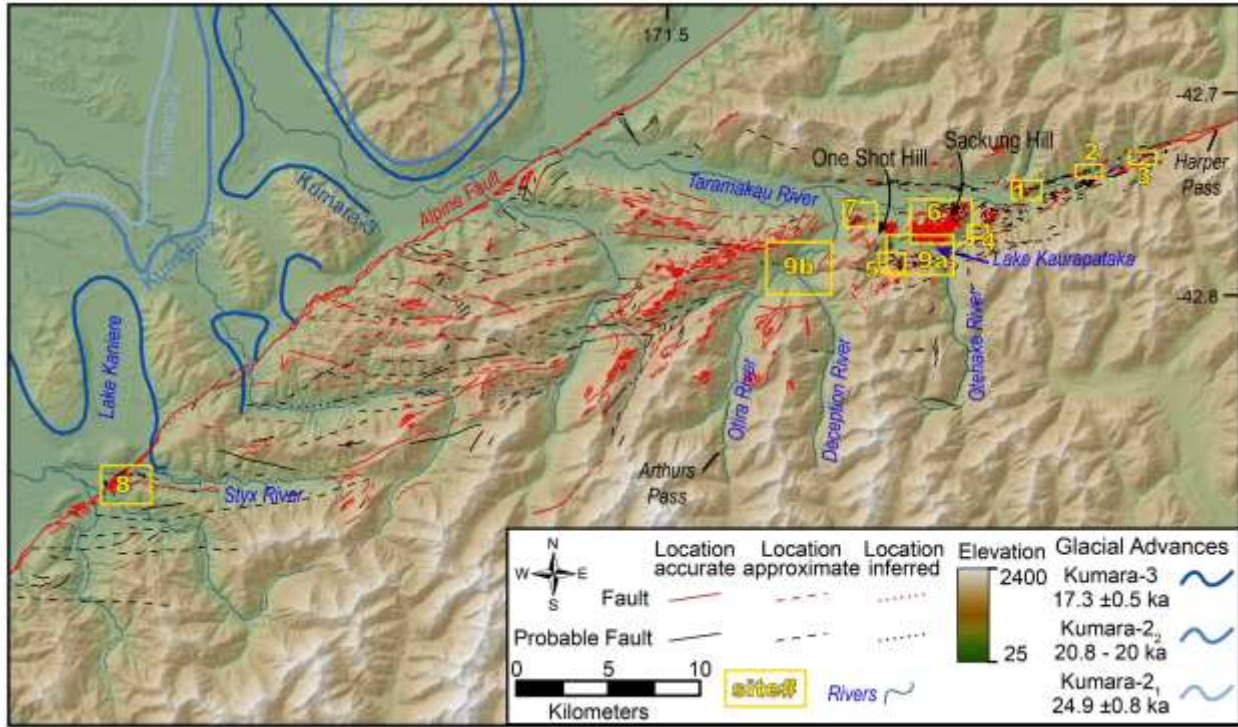 171.5
-42.7
Kumara-2
Sackung Hill
2
One Shot Hill
3
Harper
Pass
Kumara-3
Alpine Fault
Taramakau River
1
7
6
Kumara-2
4
5
9a
Lake Kaurapataka
9b
-42.8
Lake Kaniere
Otira River
Deception River
Otehake River
Arthurs
Pass
8
Styx River
N
W E
S
Location accurate
Location approximate
Location inferred
Elevation
2400
25
Glacial Advances
Fault
Probable Fault
Kumara-3
17.3 ±0.5 ka
Kumara-2₂
20.8 - 20 ka
Kumara-2₁
24.9 ±0.8 ka
0 5 10
Kilometers
site#
Rivers